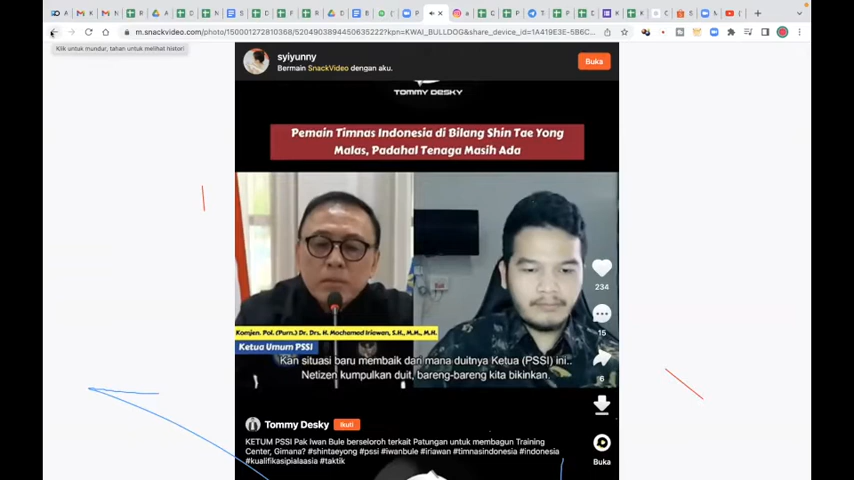 m.snackvideo.com/photo/150001272810368/5204903894450635222?kpn=KWAI_BULLDOG&share_device_id=1A419E3E-5B6C...
Klik untuk mundur, tahan untuk melihat histori
syiyunny
Bermain SnackVideo dengan aku.
Buka
TOMMY DESKY
Pemain Timnas Indonesia di Bilang Shin Tae Yong
Malas, Padahal Tenaga Masih Ada
234
15
6
Komjen. Pol. (Purn.) Dr. Drs. H. Mochamad Iriawan, S.H., M.M., M.H.
Ketua Umum PSSI
Kan situasi baru membaik dari mana duitnya Ketua (PSSI) ini..
Netizen kumpulkan duit, bareng-bareng kita bikinkan.
Tommy Desky
Ikuti
KETUM PSSI Pak Iwan Bule berseloroh terkait Patungan untuk membagun Training
Center, Gimana? #shintaeyong #pssi #iwanbule #iriawan #timnasindonesia #indonesia
#kualifikasipialaasia #taktik
Buka